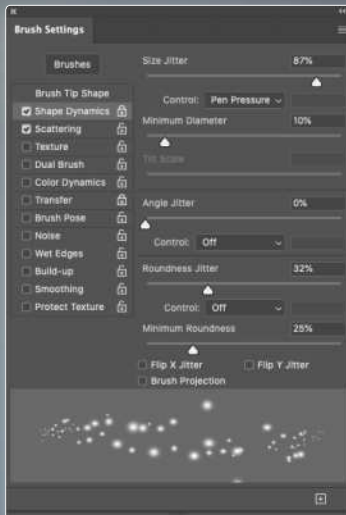 Brush Settings
Brushes
Brush Tip Shape
Shape Dynamics
Scattering
Texture
Dual Brush
Color Dynamics
Transfer
Brush Pose
Noise
Wet Edges
Build-up
Smoothing
Protect Texture
Size Jitter 87%
Control: Pen Pressure
Minimum Diameter 10%
Tilt Scale
Angle Jitter 0%
Control: Off
Roundness Jitter 32%
Control: Off
Minimum Roundness 25%
Flip X Jitter Flip Y Jitter
Brush Projection